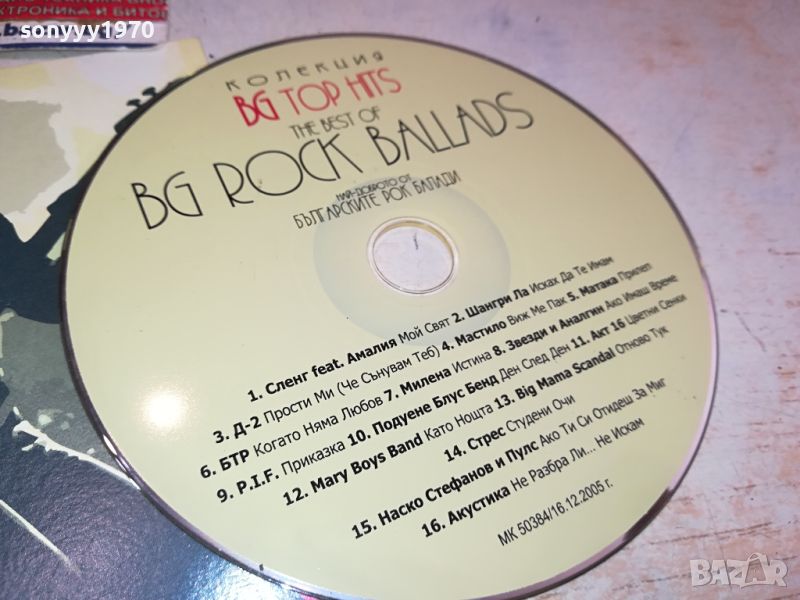 КТРОНИКА И БИТОВ
sonyyy1970
КОЛЕКЦИЯ
BG TOP HITS
THE BEST OF
BG ROCK BALLADS
НАЙ-ДОБРОТО ОТ
БЪЛГАРСКИТЕ РОК БАЛАДИ
1. Сленг feat. Амалия Мой Свят 2. Шангри Ла Исках Да Те Имам
3. Д-2 Прости Ми (Че Сънувам Теб) 4. Мастило Виж Ме Пак 5. Матака Прилеп
6. БТР Когато Няма Любов 7. Милена Истина 8. Звезди и Аналгин Ако Имаш Време
9. P.I.F. Приказка 10. Подуене Блус Бенд Ден След Ден 11. Акт 16 Цветни Сенки
12. Mary Boys Band Като Нощта 13. Big Mama Scandal Отново Тук
14. Стрес Студени Очи
15. Наско Стефанов и Пулс Ако Ти Си Отидеш За Миг
16. Акустика Не Разбра Ли... Не Искам
МК 50384/16.12.2005 г.
BAZAR